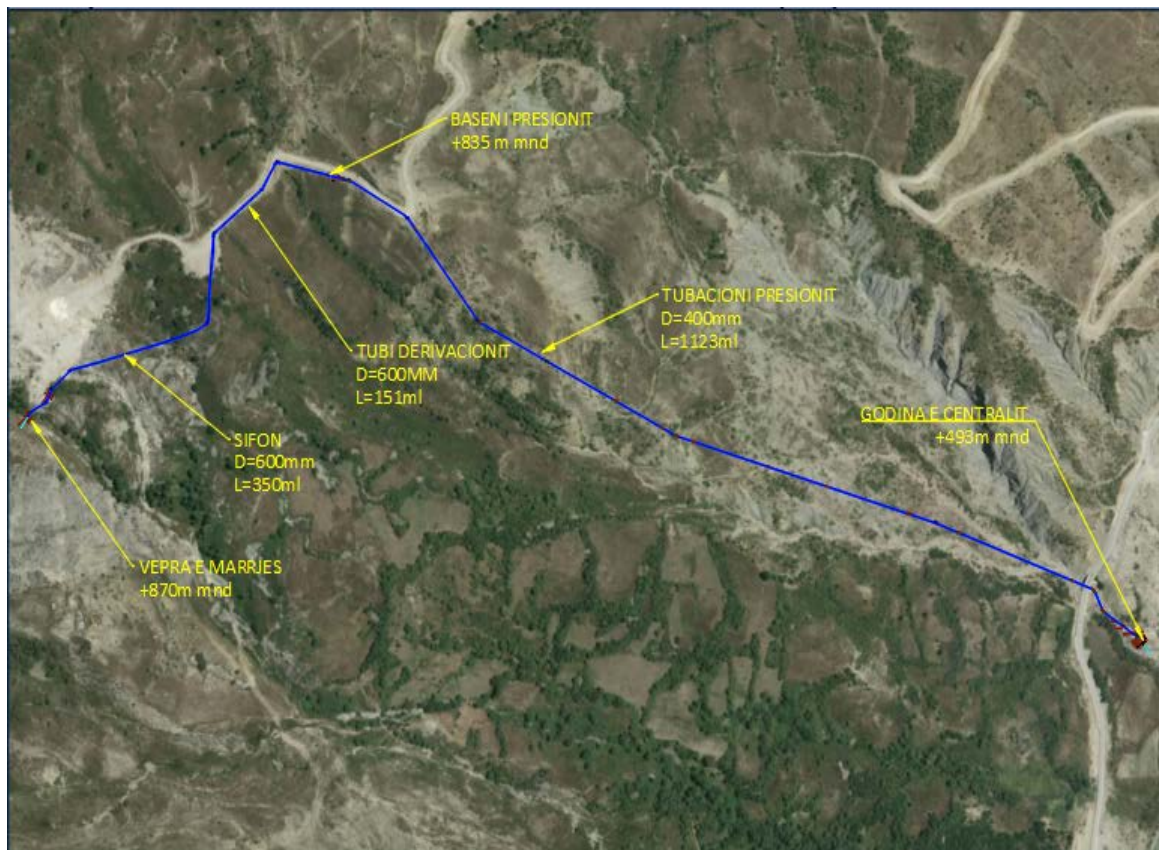 BASENI PRESIONIT
+835 m mnd
TUBACIONI PRESIONIT
D=400mm
L=1123ml
TUBI DERIVACIONIT
D=600MM
L=151ml
GODINA E CENTRALIT
+493m mnd
SIFON
D=600mm
L=350ml
VEPRA E MARRJES
+870m mnd